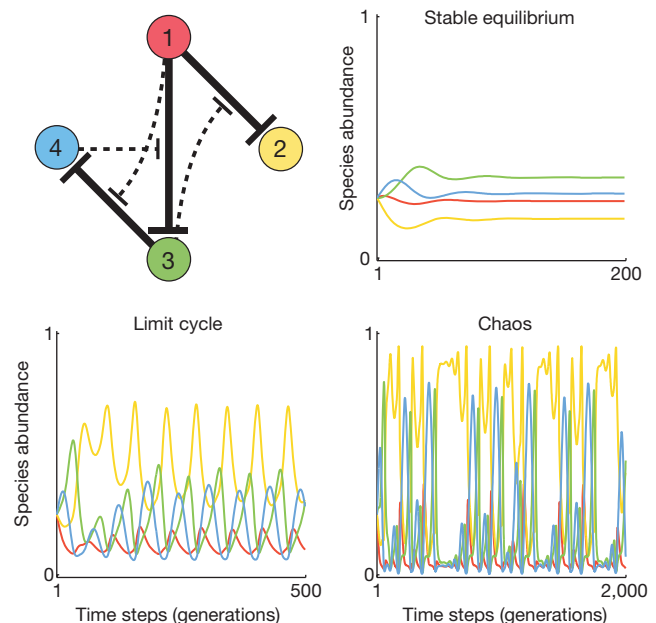 1
2
3
4
Stable equilibrium
Species abundance
1
0
1
200
Limit cycle
Species abundance
1
0
1
500
Time steps (generations)
Chaos
1
0
1
2,000
Time steps (generations)